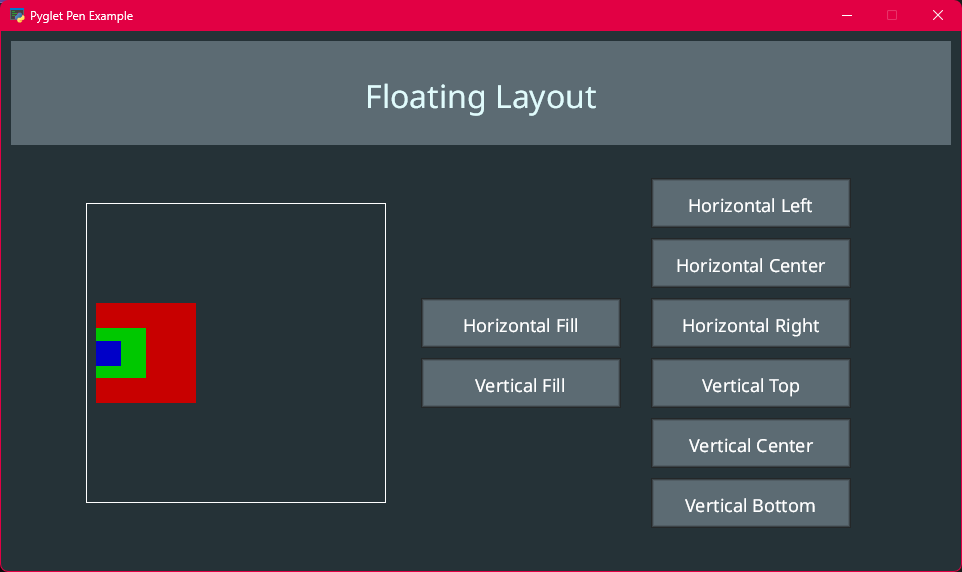 Pyglet Pen Example
Floating Layout
Horizontal Fill
Vertical Fill
Horizontal Left
Horizontal Center
Horizontal Right
Vertical Top
Vertical Center
Vertical Bottom